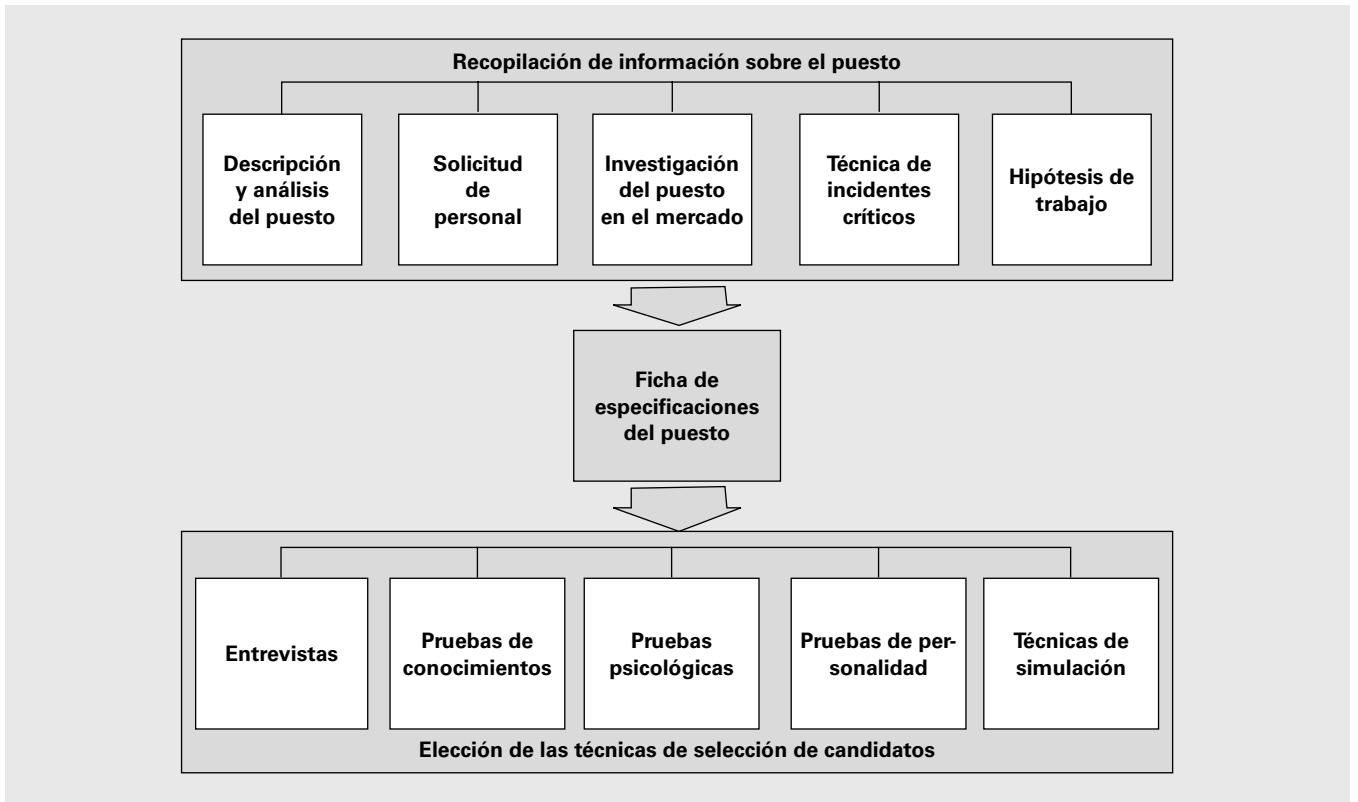 Recopilación de información sobre el puesto
Descripción
y análisis
del puesto
Solicitud
de
personal
Investigación
del puesto
en el mercado
Técnica de
incidentes
críticos
Hipótesis de
trabajo
Ficha de
especificaciones
del puesto
Entrevistas
Pruebas de
conocimientos
Pruebas
psicológicas
Pruebas de per-
sonalidad
Técnicas de
simulación
Elección de las técnicas de selección de candidatos